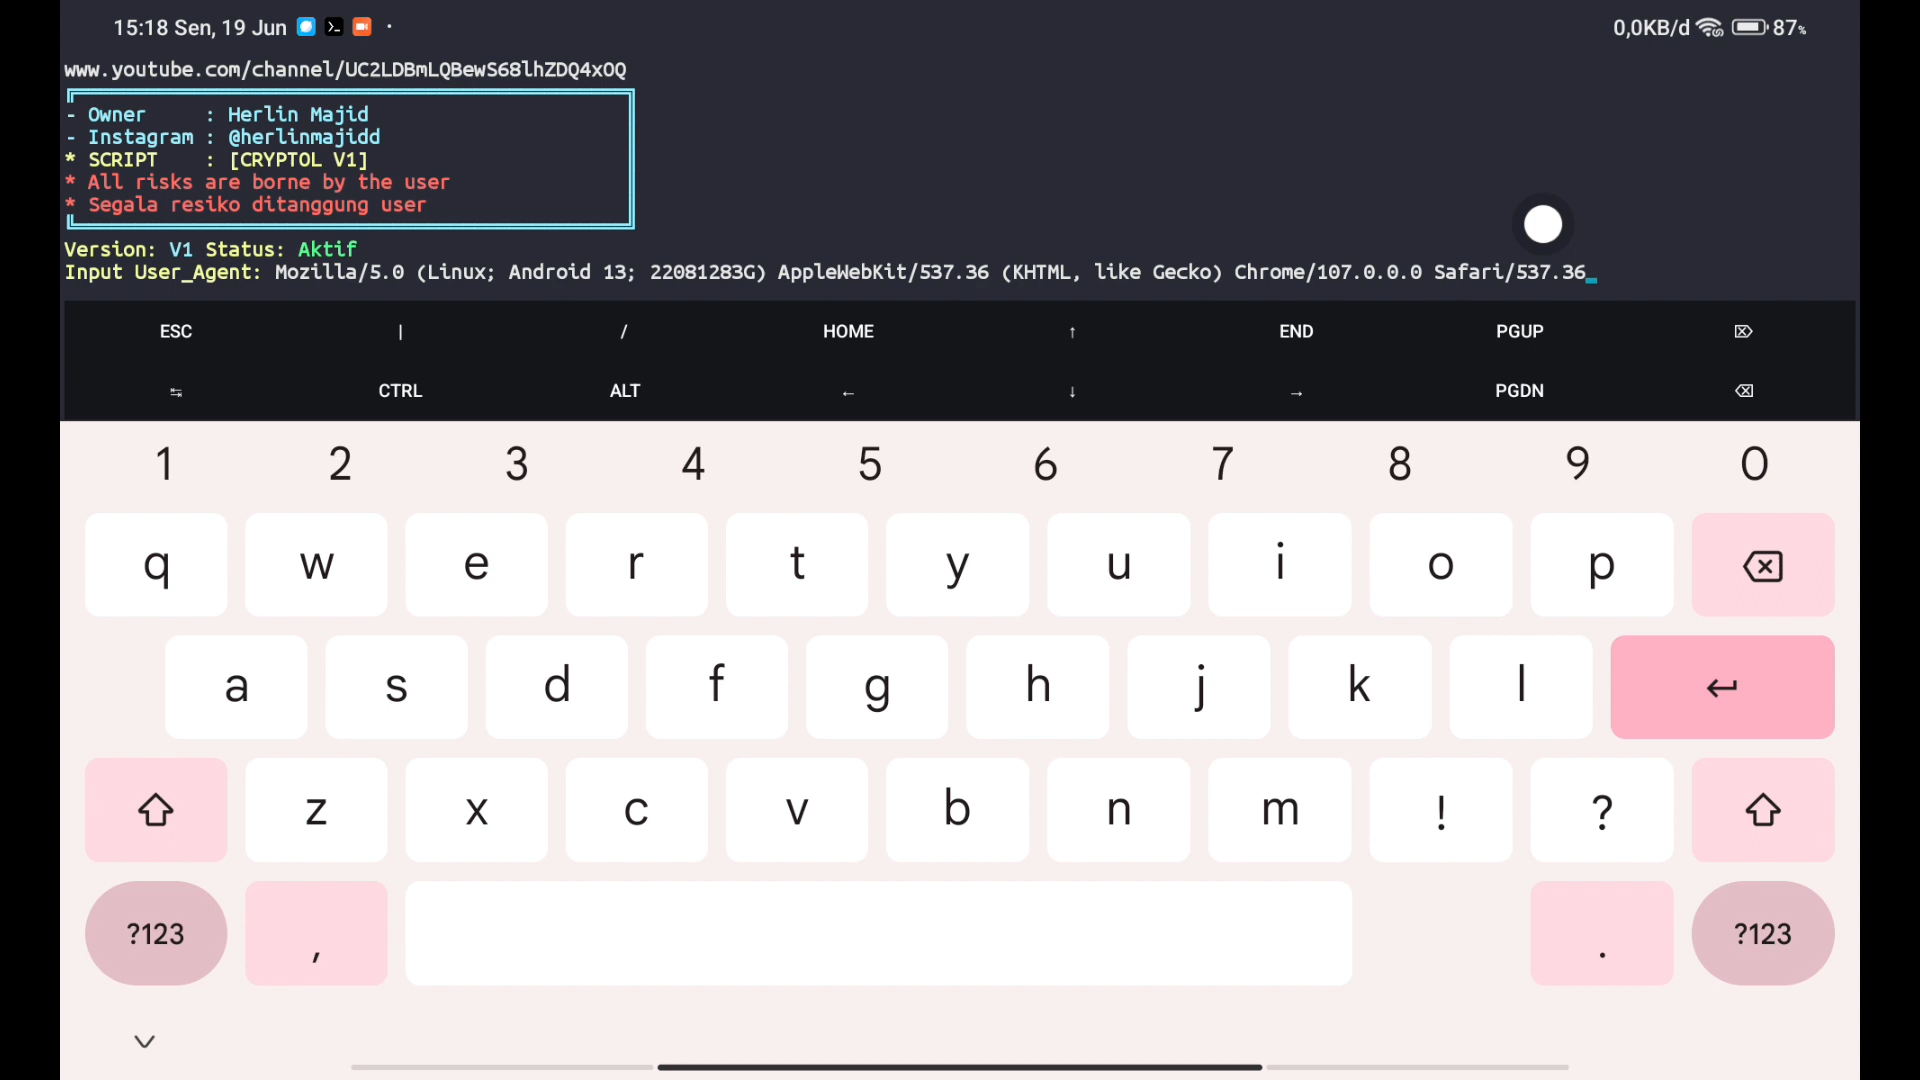 15:18 Sen, 19 Jun
0,0KB/d 87%
www.youtube.com/channel/UC2LDBmLQBewS68lhZDQ4xOQ
- Owner : Herlin Majid
- Instagram : @herlinmajidd
* SCRIPT : [CRYPTOL V1]
* All risks are borne by the user
* Segala resiko ditanggung user
Version: V1 Status: Aktif
Input User_Agent: Mozilla/5.0 (Linux; Android 13; 22081283G) AppleWebKit/537.36 (KHTML, like Gecko) Chrome/107.0.0.0 Safari/537.36
ESC | / HOME ↑ END PGUP ⌦
↹ CTRL ALT ← ↓ → PGDN ⌫
1 2 3 4 5 6 7 8 9 0
q w e r t y u i o p
a s d f g h j k l
z x c v b n m ! ?
?123 , . ?123